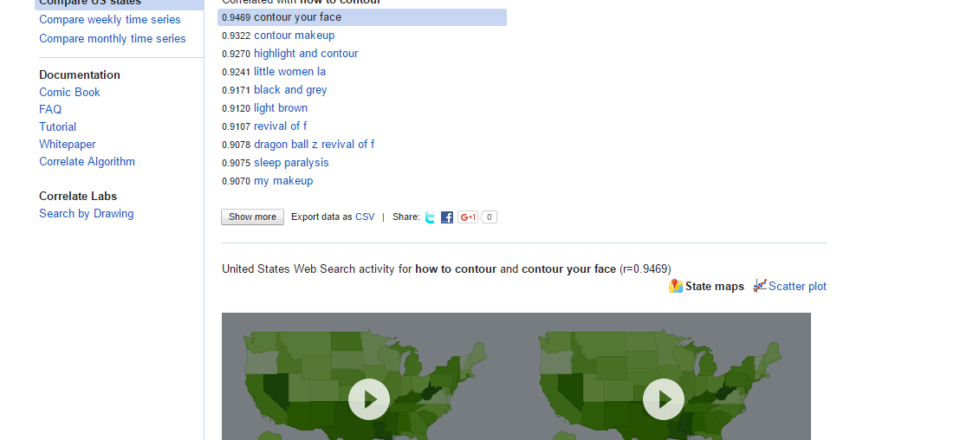 Compare US states
Compare weekly time series
Compare monthly time series
Documentation
Comic Book
FAQ
Tutorial
Whitepaper
Correlate Algorithm
Correlate Labs
Search by Drawing
Correlated with how to contour
0.9469 contour your face
0.9322 contour makeup
0.9270 highlight and contour
0.9241 little women la
0.9171 black and grey
0.9120 light brown
0.9107 revival of f
0.9078 dragon ball z revival of f
0.9075 sleep paralysis
0.9070 my makeup
Show more Export data as CSV | Share: G+1 0
United States Web Search activity for how to contour and contour your face (r=0.9469)
State maps Scatter plot